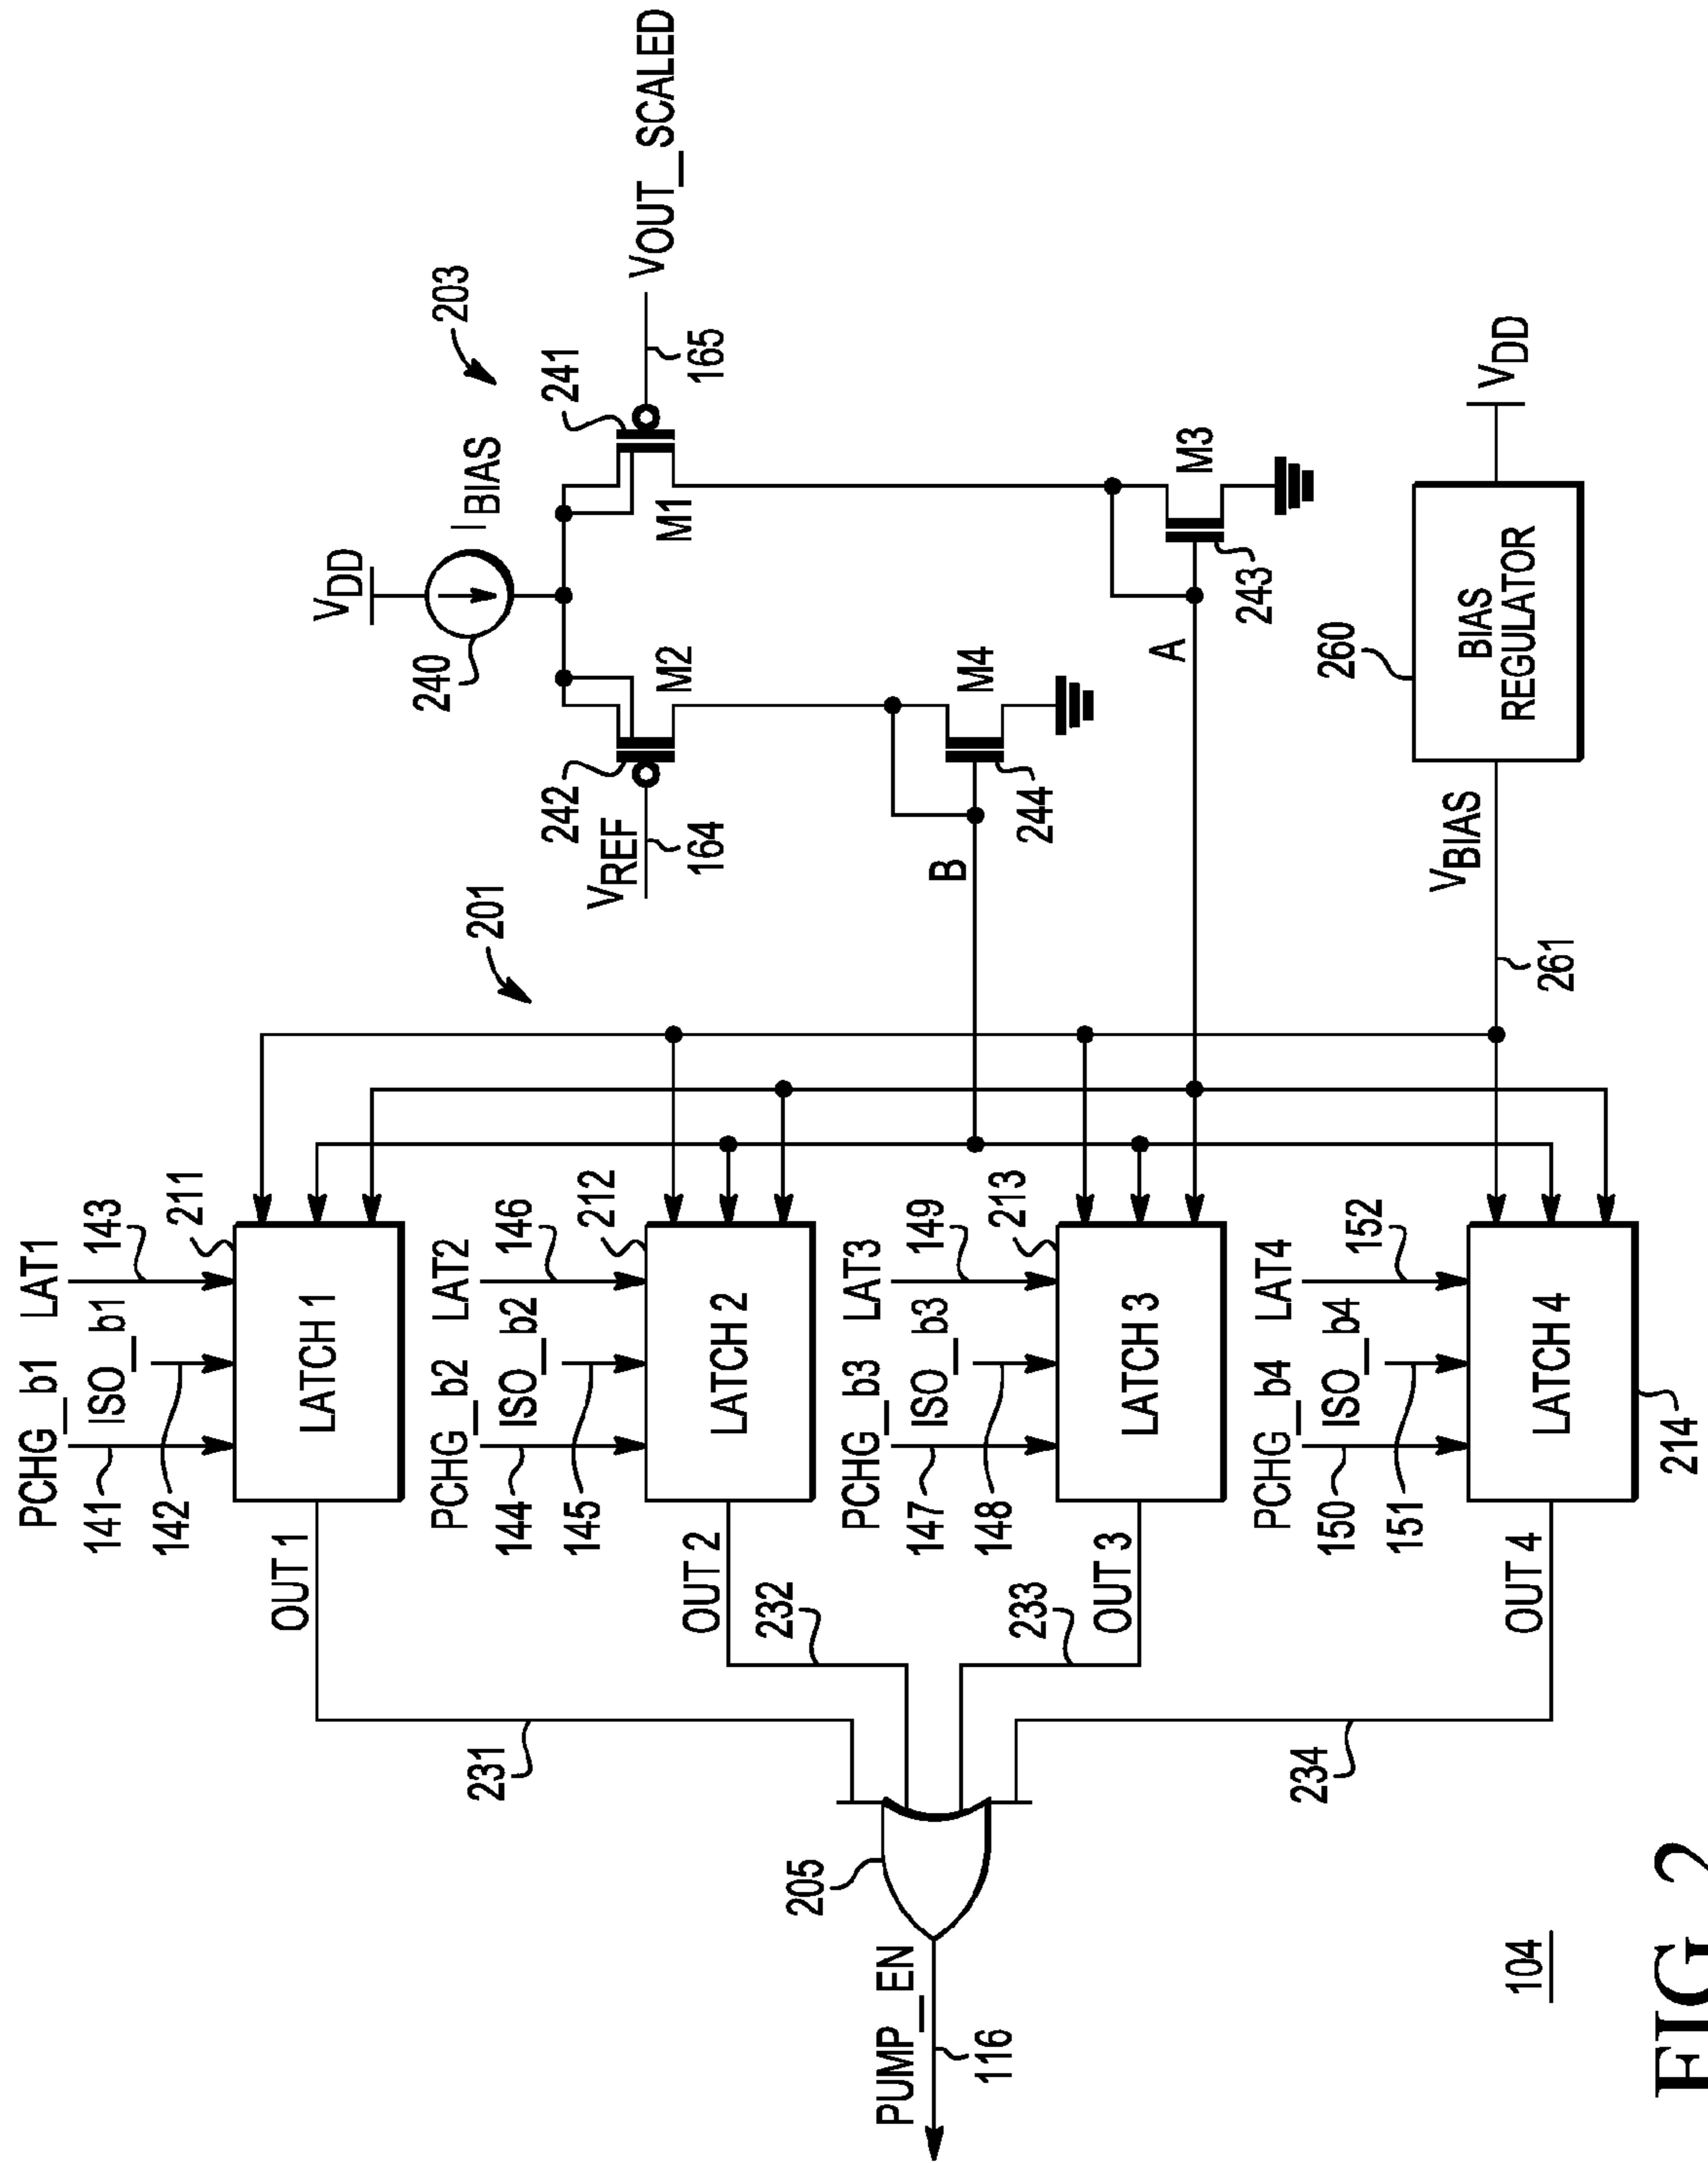 PCHG_b1 LAT1
141
ISO_b1
143
142
211
LATCH 1
OUT 1
231
PCHG_b2 LAT2
144
ISO_b2
146
145
212
LATCH 2
OUT 2
232
PCHG_b3 LAT3
147
ISO_b3
149
148
213
LATCH 3
OUT 3
233
PCHG_b4 LAT4
150
ISO_b4
152
151
LATCH 4
214
OUT 4
234
205
PUMP_EN
116
201
203
VDD
IBIAS
240
241
M1
VOUT_SCALED
165
242
M2
VREF
164
B
M4
244
A
M3
243
260
BIAS
REGULATOR
VDD
VBIAS
261
104
FIG. 2